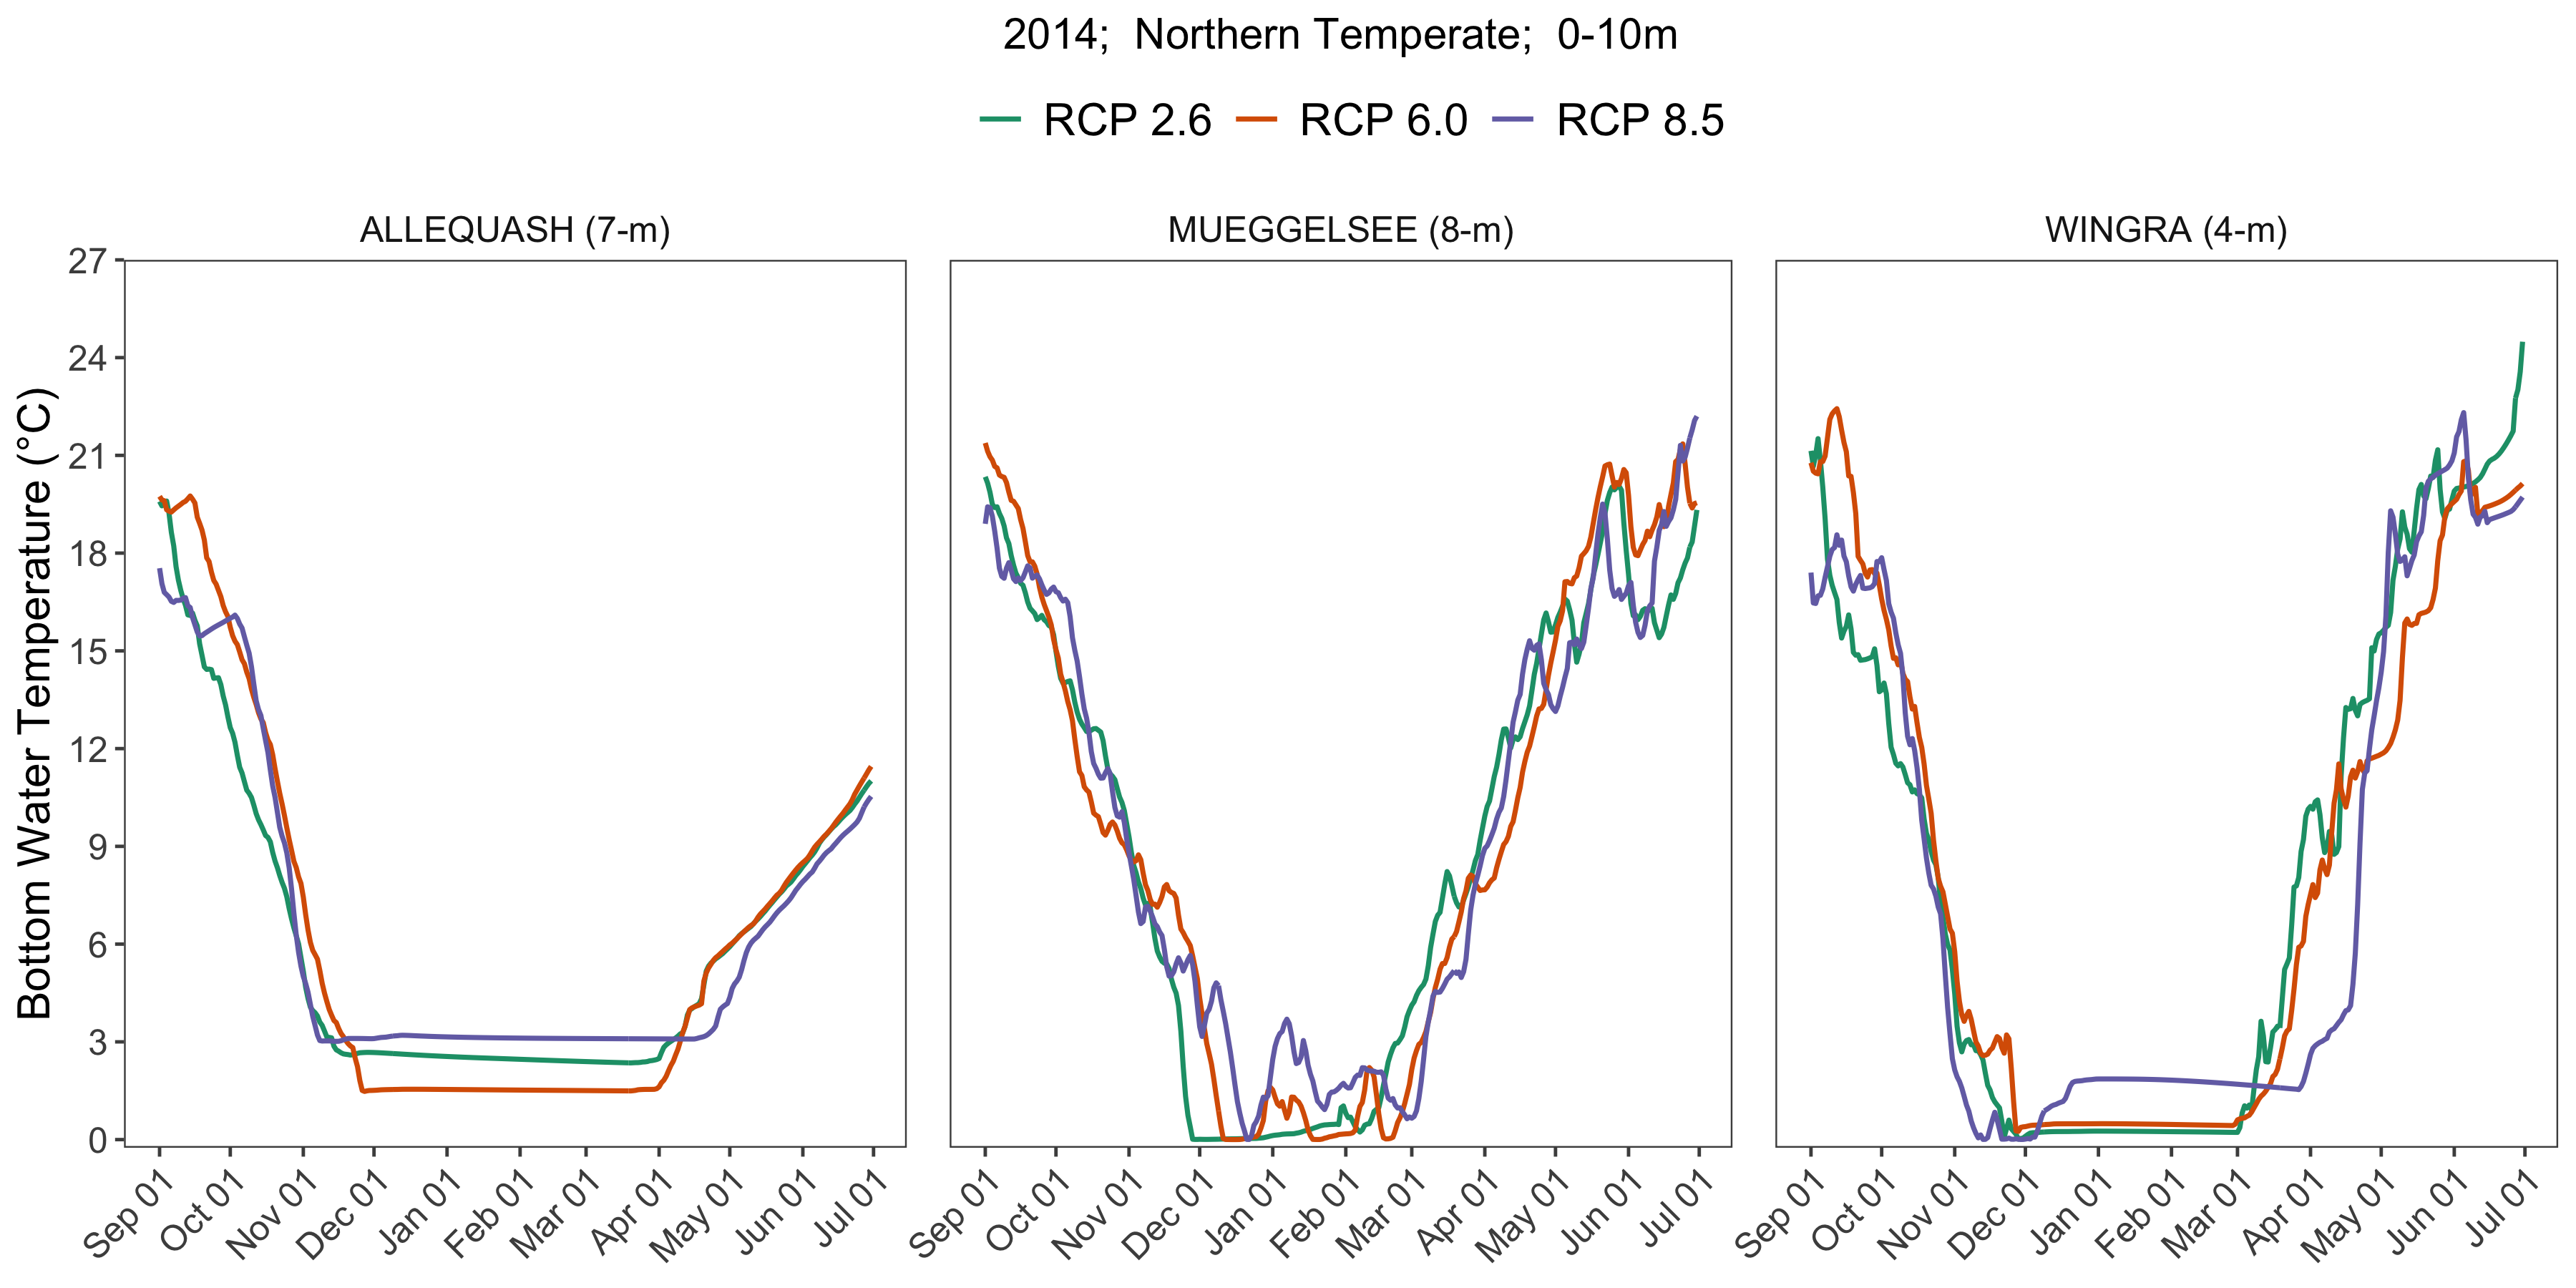 2014;  Northern Temperate;  0-10m
RCP 2.6 RCP 6.0 RCP 8.5
ALLEQUASH (7-m) MUEGGELSEE (8-m) WINGRA (4-m)
Bottom Water Temperature (°C)
27
24
21
18
15
12
9
6
3
0
Sep 01 Oct 01 Nov 01 Dec 01 Jan 01 Feb 01 Mar 01 Apr 01 May 01 Jun 01 Jul 01 Sep 01 Oct 01 Nov 01 Dec 01 Jan 01 Feb 01 Mar 01 Apr 01 May 01 Jun 01 Jul 01 Sep 01 Oct 01 Nov 01 Dec 01 Jan 01 Feb 01 Mar 01 Apr 01 May 01 Jun 01 Jul 01